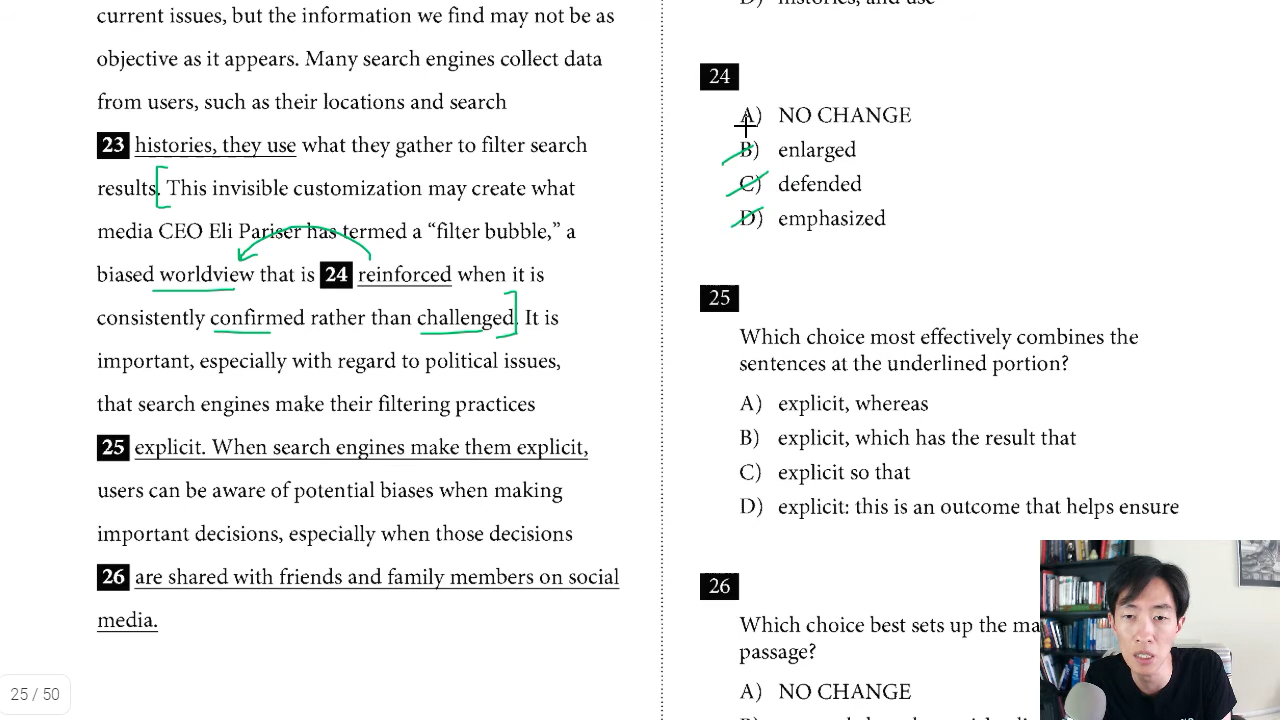 current issues, but the information we find may not be as
objective as it appears. Many search engines collect data
from users, such as their locations and search
23 histories, they use what they gather to filter search
results. This invisible customization may create what
media CEO Eli Pariser has termed a “filter bubble,” a
biased worldview that is 24 reinforced when it is
consistently confirmed rather than challenged. It is
important, especially with regard to political issues,
that search engines make their filtering practices
25 explicit. When search engines make them explicit,
users can be aware of potential biases when making
important decisions, especially when those decisions
26 are shared with friends and family members on social
media.
25 / 50
D) histories, and use
24
A) NO CHANGE
B) enlarged
C) defended
D) emphasized
25
Which choice most effectively combines the
sentences at the underlined portion?
A) explicit, whereas
B) explicit, which has the result that
C) explicit so that
D) explicit: this is an outcome that helps ensure
26
Which choice best sets up the
passage?
A) NO CHANGE